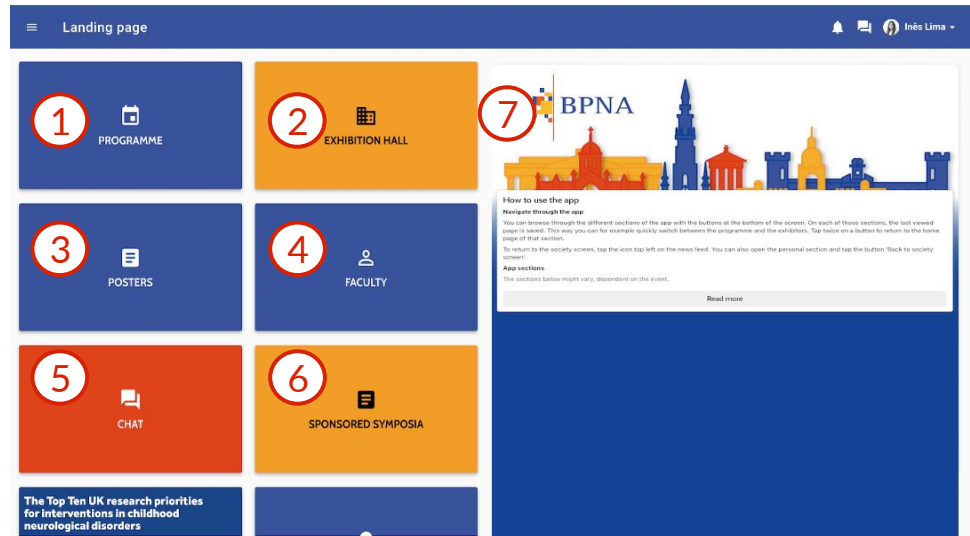 Landing page
Inês Lima
1
PROGRAMME
2
EXHIBITION HALL
3
POSTERS
4
FACULTY
5
CHAT
6
SPONSORED SYMPOSIA
The Top Ten UK research priorities
for interventions in childhood
neurological disorders
7
BPNA
How to use the app
Navigate through the app
You can browse through the different sections of the app with the buttons at the bottom of the screen. On each of those sections, the last viewed
page is saved. This way you can for example quickly switch between the programme and the exhibitors. Tap twice on a button to return to the home
page of that section.
To return to the society screen, tap the icon top left on the news feed. You can also open the personal section and tap the button 'Back to society
screen'.
App sections
The sections below might vary, dependent on the event.
Read more